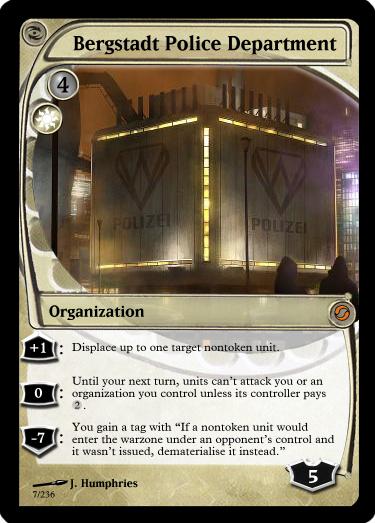 Bergstadt Police Department
4
POLIZEI
POLIZEI
Organization
+1 : Displace up to one target nontoken unit.
0 : Until your next turn, units can't attack you or an
organization you control unless its controller pays
2 .
-7 : You gain a tag with “If a nontoken unit would
enter the warzone under an opponent's control and
it wasn't issued, dematerialise it instead.”
5
J. Humphries
7/236